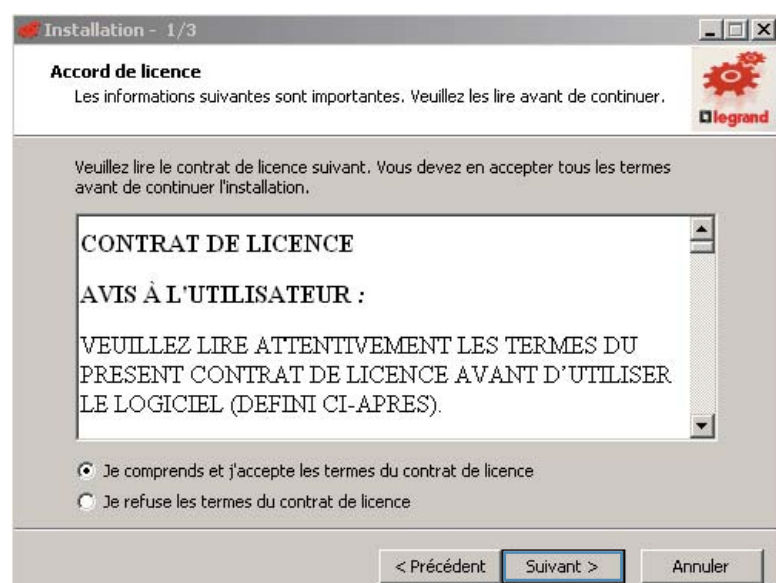 Installation - 1/3
Accord de licence
Les informations suivantes sont importantes. Veuillez les lire avant de continuer.
legrand
Veuillez lire le contrat de licence suivant. Vous devez en accepter tous les termes
avant de continuer l'installation.
CONTRAT DE LICENCE
AVIS À L'UTILISATEUR :
VEUILLEZ LIRE ATTENTIVEMENT LES TERMES DU
PRESENT CONTRAT DE LICENCE AVANT D'UTILISER
LE LOGICIEL (DEFINI CI-APRES).
Je comprends et j'accepte les termes du contrat de licence
Je refuse les termes du contrat de licence
< Précédent Suivant > Annuler